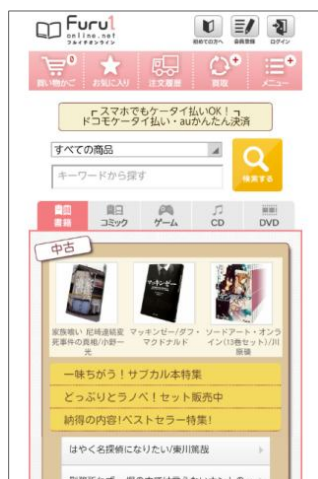 Furu1
online.net
フルイチオンライン
初めての方へ 会員登録 ログイン
0
買い物かご お気に入り 注文履歴 買取 メニュー
「スマホでもケータイ払いOK!」
ドコモケータイ払い・auかんたん決済
すべての商品
キーワードから探す
検索する
書籍 コミック ゲーム CD DVD
中古
家族喰い 尼崎連続変死事件の真相/小野一光
マッキンゼー/ダフ・マクドナルド
ソードアート・オンライン(13巻セット)/川原礫
一味ちがう!サブカル本特集
どっぷりとラノベ!セット販売中
納得の内容!ベストセラー特集!
はやく名探偵になりたい/東川篤哉